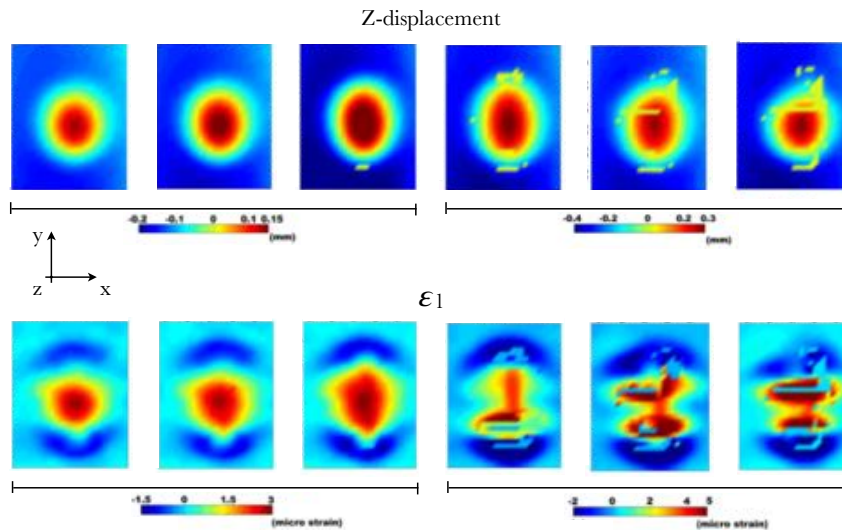 Z-displacement
-0.2 -0.1 0 0.1 0.15
(mm)
-0.4 -0.2 0 0.2 0.3
(mm)
y
z x
ε1
-1.5 0 1.5 3
(micro strain)
-2 0 2 4 5
(micro strain)